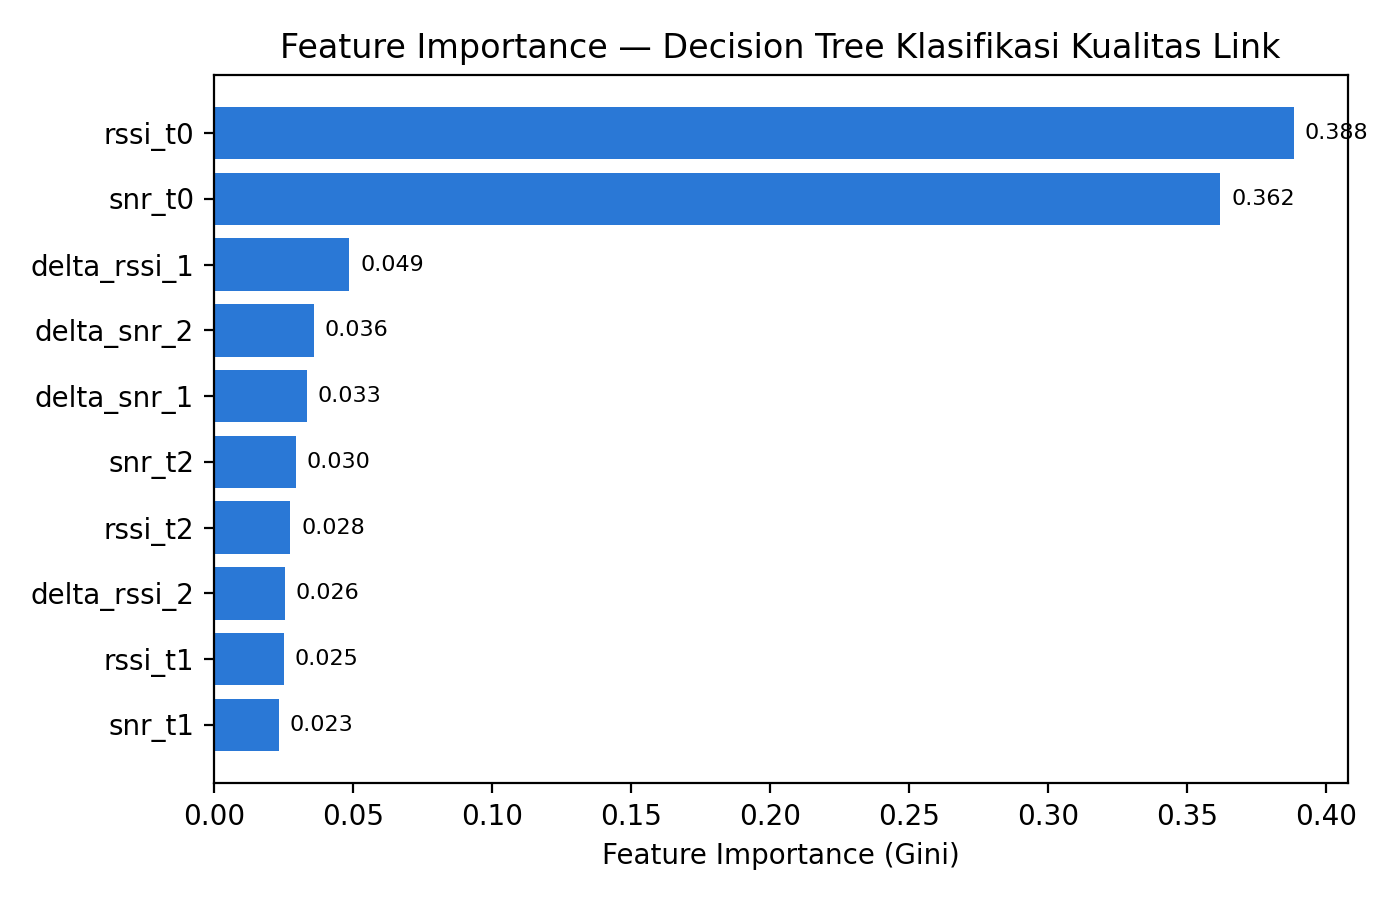 Feature Importance — Decision Tree Klasifikasi Kualitas Link
rssi_t0 0.388
snr_t0 0.362
delta_rssi_1 0.049
delta_snr_2 0.036
delta_snr_1 0.033
snr_t2 0.030
rssi_t2 0.028
delta_rssi_2 0.026
rssi_t1 0.025
snr_t1 0.023
0.00 0.05 0.10 0.15 0.20 0.25 0.30 0.35 0.40
Feature Importance (Gini)